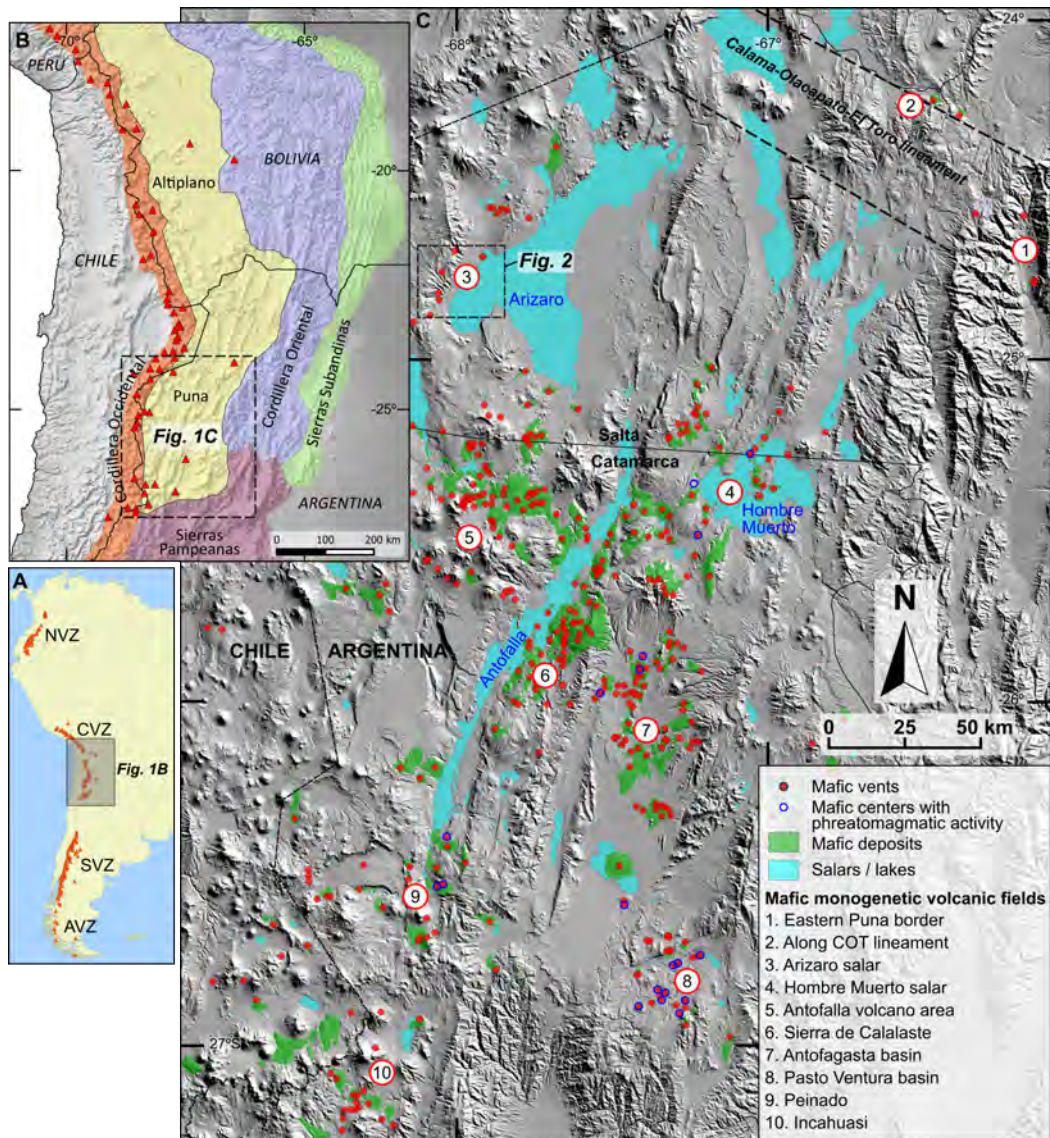 B
-70°
-65°
PERU
BOLIVIA
-20°
Altiplano
CHILE
Cordillera Occidental
Puna
Cordillera Oriental
Sierras Subandinas
-25°
Fig. 1C
ARGENTINA
Sierras
Pampeanas
0 100 200 km
A
NVZ
CVZ
Fig. 1B
SVZ
AVZ
C
-68°
-67°
24°
Calama-Olacapato-El Toro lineament
2
1
Fig. 2
3
Arizaro
25°
Salta
Catamarca
4
Hombre
Muerto
5
N
CHILE
ARGENTINA
Antofalla
6
7
0 25 50 km
9
8
27°S
10
Mafic vents
Mafic centers with
phreatomagmatic activity
Mafic deposits
Salars / lakes
Mafic monogenetic volcanic fields
1. Eastern Puna border
2. Along COT lineament
3. Arizaro salar
4. Hombre Muerto salar
5. Antofalla volcano area
6. Sierra de Calalaste
7. Antofagasta basin
8. Pasto Ventura basin
9. Peinado
10. Incahuasi